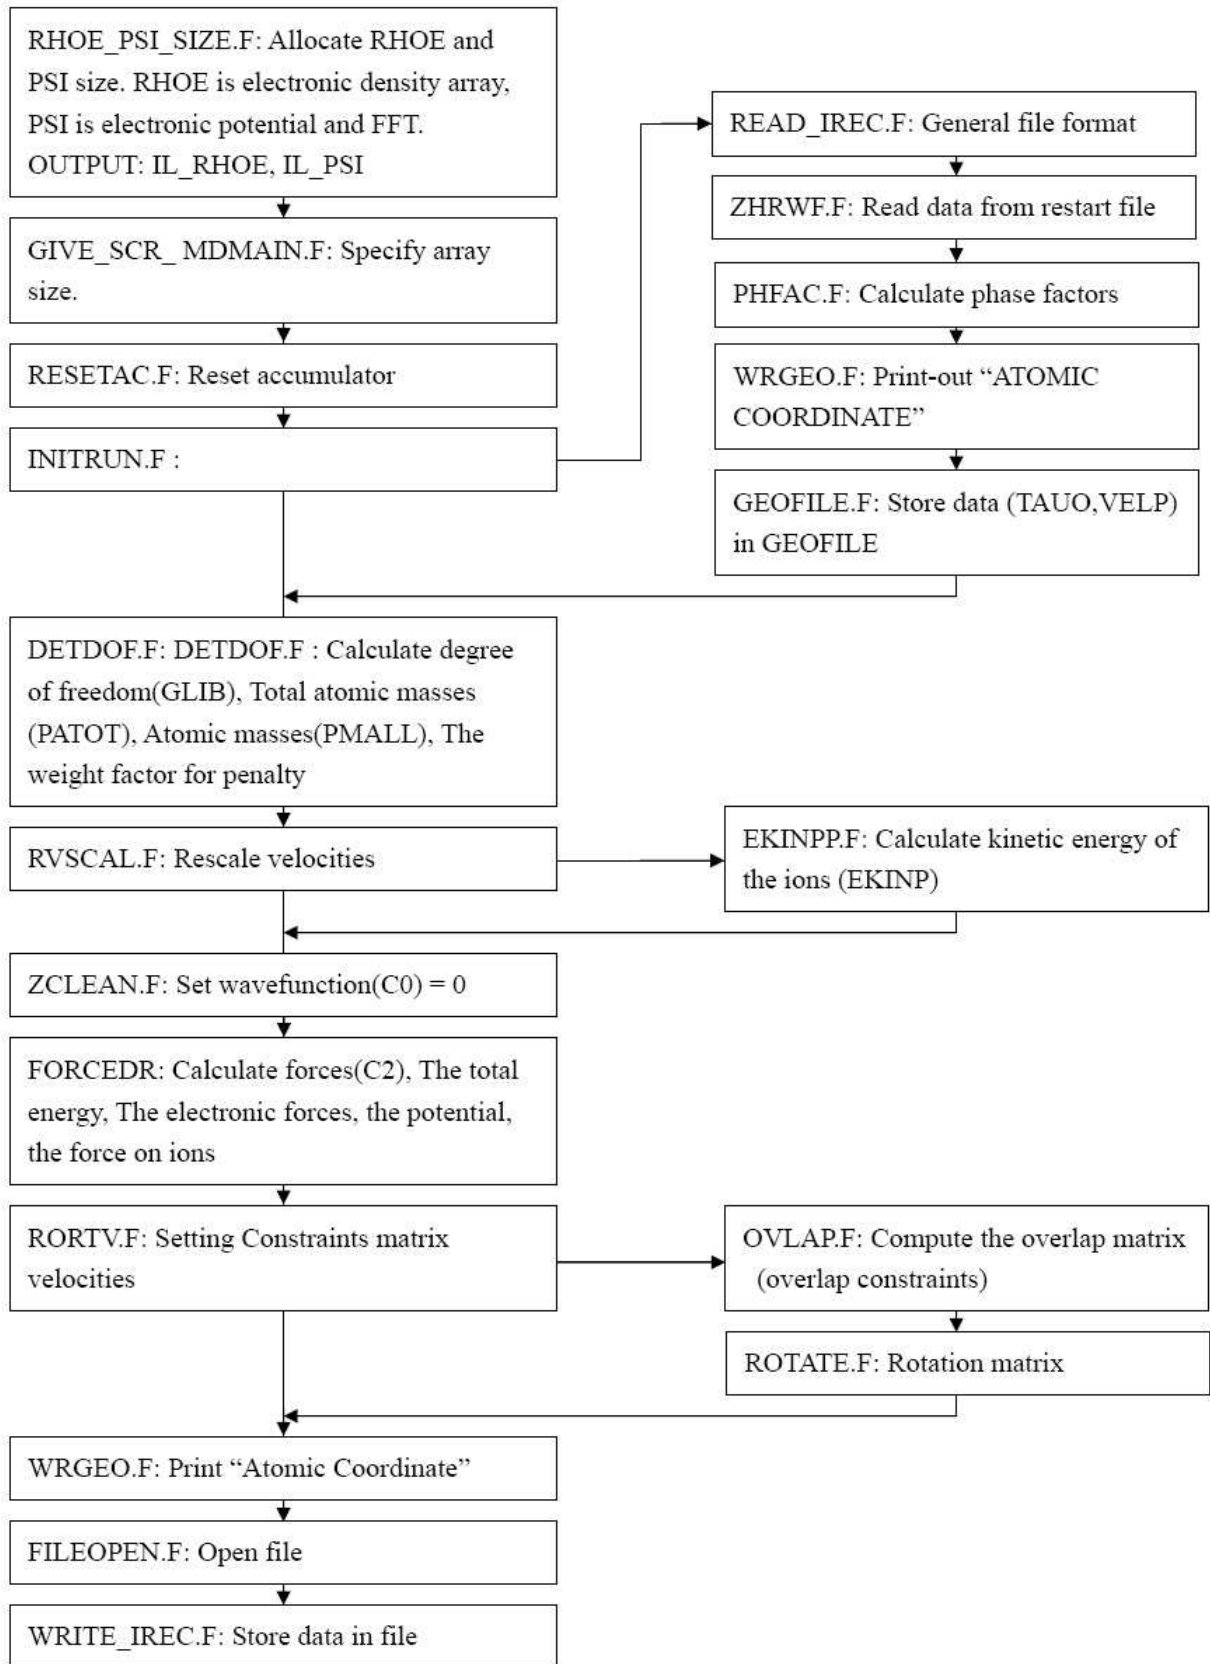 RHOE_PSI_SIZE.F: Allocate RHOE and
PSI size. RHOE is electronic density array,
PSI is electronic potential and FFT.
OUTPUT: IL_RHOE, IL_PSI
GIVE_SCR_ MDMAIN.F: Specify array
size.
RESETAC.F: Reset accumulator
INITRUN.F :
READ_IREC.F: General file format
ZHRWF.F: Read data from restart file
PHFAC.F: Calculate phase factors
WRGEO.F: Print-out “ATOMIC
COORDINATE”
GEOFILE.F: Store data (TAUO,VELP)
in GEOFILE
DETDOF.F: DETDOF.F : Calculate degree
of freedom(GLIB), Total atomic masses
(PATOT), Atomic masses(PMALL), The
weight factor for penalty
RVSCAL.F: Rescale velocities
EKINPP.F: Calculate kinetic energy of
the ions (EKINP)
ZCLEAN.F: Set wavefunction(C0) = 0
FORCEDR: Calculate forces(C2), The total
energy, The electronic forces, the potential,
the force on ions
RORTV.F: Setting Constraints matrix
velocities
OVLAP.F: Compute the overlap matrix
(overlap constraints)
ROTATE.F: Rotation matrix
WRGEO.F: Print “Atomic Coordinate”
FILEOPEN.F: Open file
WRITE_IREC.F: Store data in file